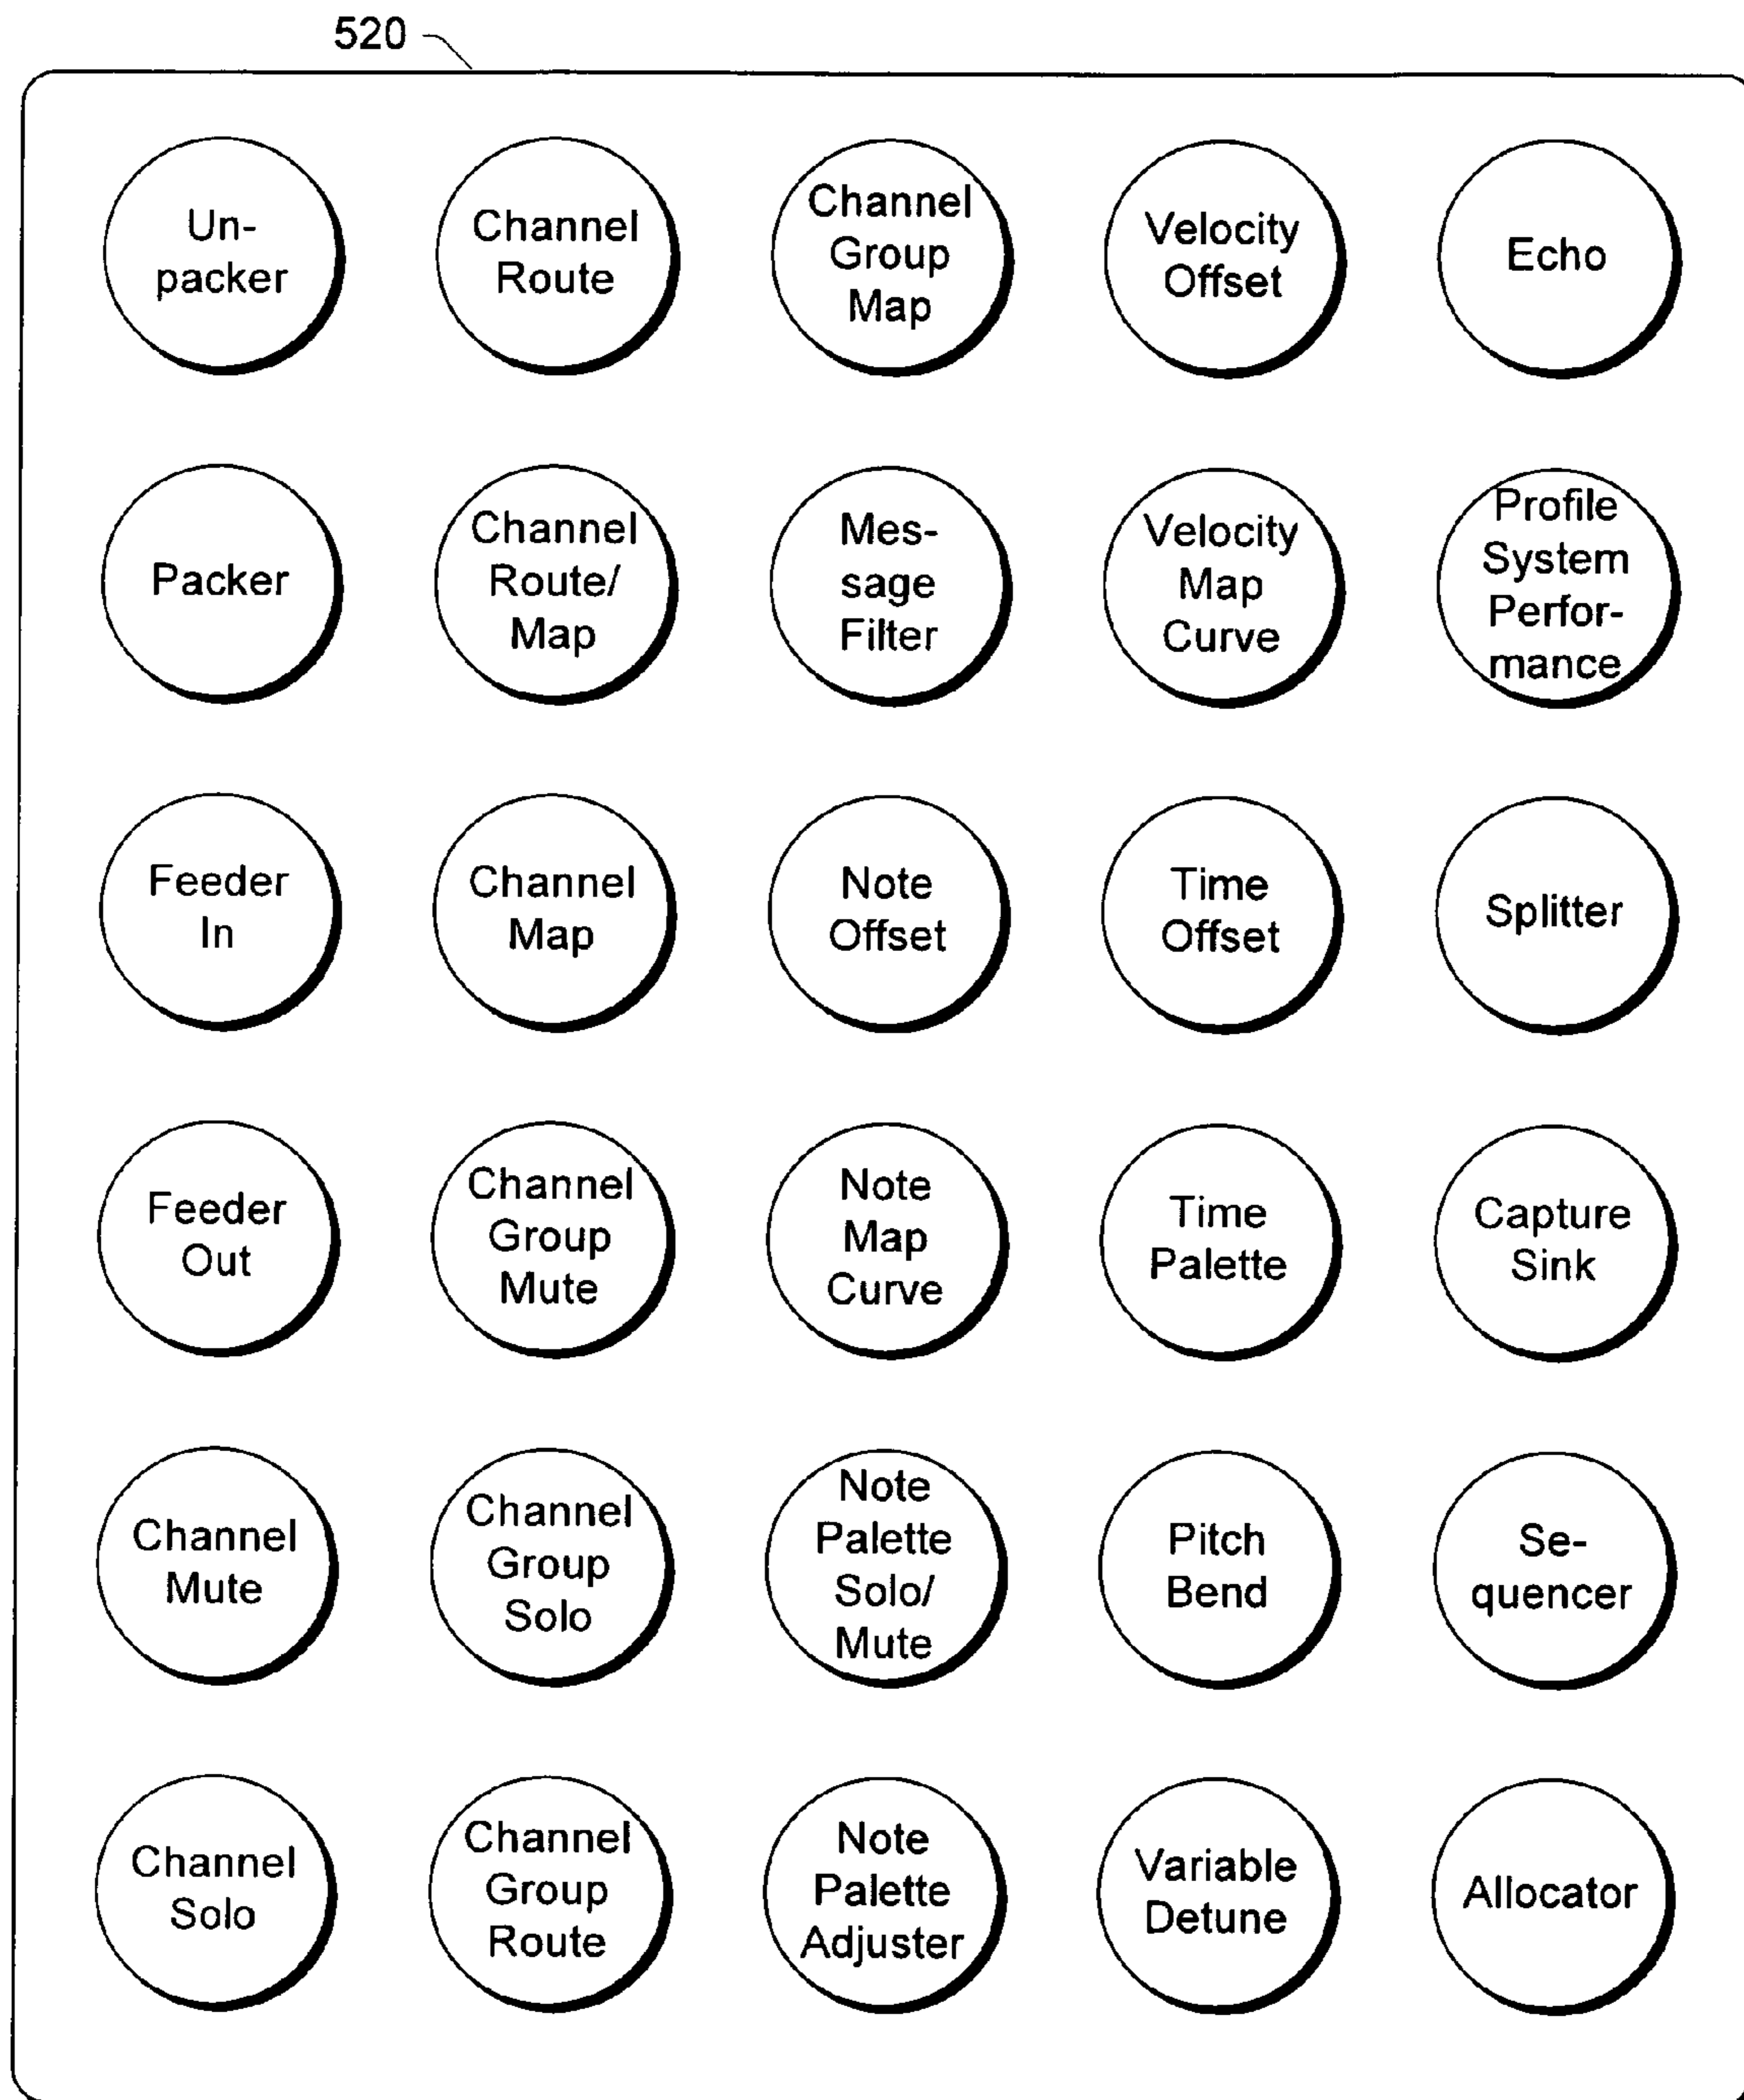 520
Un-
packer
Channel
Route
Channel
Group
Map
Velocity
Offset
Echo
Packer
Channel
Route/
Map
Mes-
sage
Filter
Velocity
Map
Curve
Profile
System
Perfor-
mance
Feeder
In
Channel
Map
Note
Offset
Time
Offset
Splitter
Feeder
Out
Channel
Group
Mute
Note
Map
Curve
Time
Palette
Capture
Sink
Channel
Mute
Channel
Group
Solo
Note
Palette
Solo/
Mute
Pitch
Bend
Se-
quencer
Channel
Solo
Channel
Group
Route
Note
Palette
Adjuster
Variable
Detune
Allocator